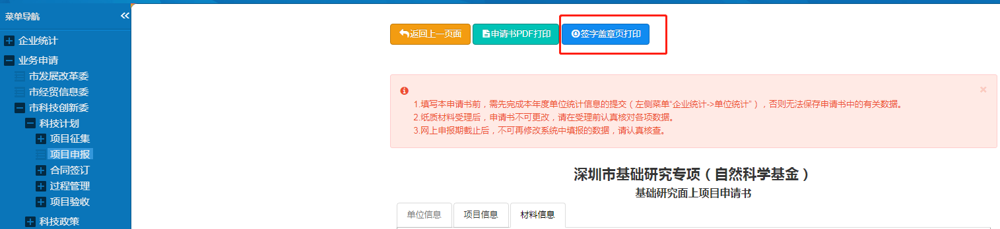 菜单导航
企业统计
业务申请
市发展改革委
市经贸信息委
市科技创新委
科技计划
项目征集
项目申报
合同签订
过程管理
项目验收
科技政策
返回上一页面 申请书PDF打印 签字盖章页打印
1.填写本申请书前，需先完成本年度单位统计信息的提交（左侧菜单“企业统计->单位统计”），否则无法保存申请书中的有关数据。
2.纸质材料受理后，申请书不可更改，请在受理前认真核对各项数据。
3.网上申报期截止后，不可再修改系统中填报的数据，请认真核查。
深圳市基础研究专项（自然科学基金）
基础研究面上项目申请书
单位信息 项目信息 材料信息